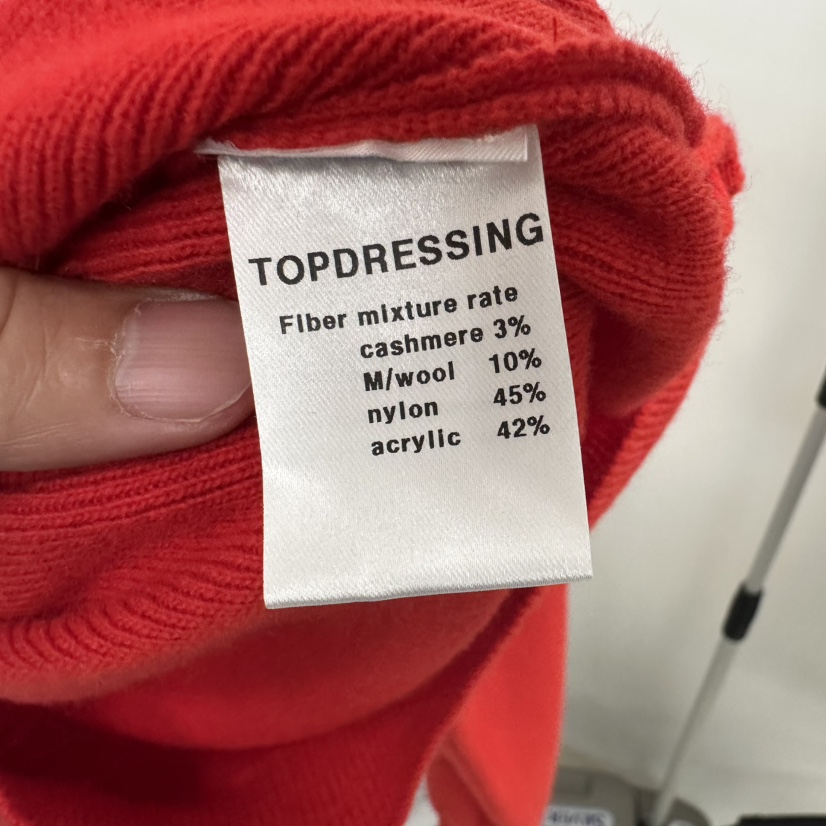 TOPDRESSING
Fiber mixture rate
cashmere 3%
M/wool 10%
nylon 45%
acrylic 42%